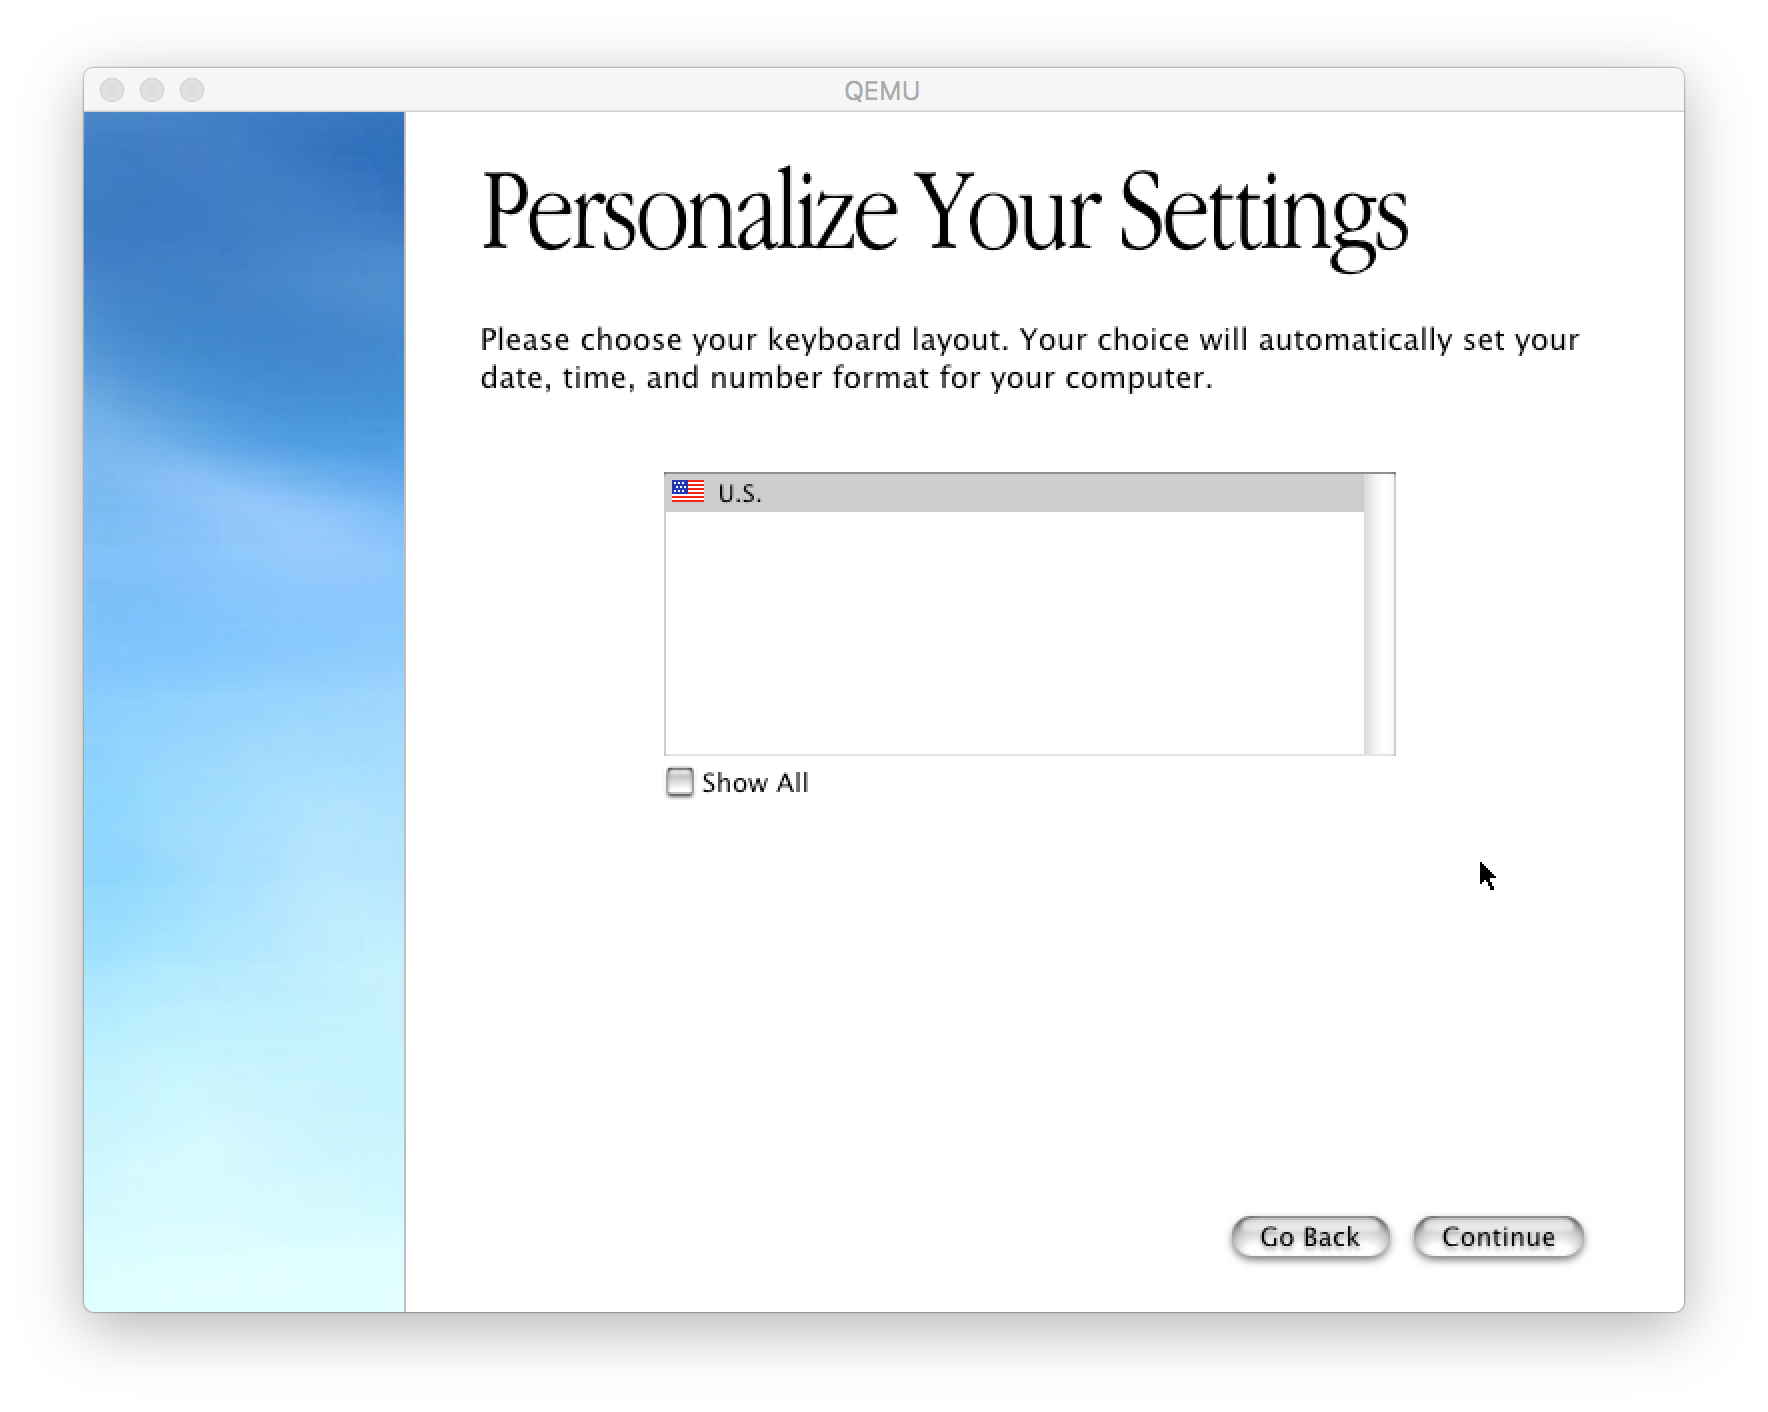 QEMU
Personalize Your Settings
Please choose your keyboard layout. Your choice will automatically set your
date, time, and number format for your computer.
U.S.
Show All
Go Back
Continue